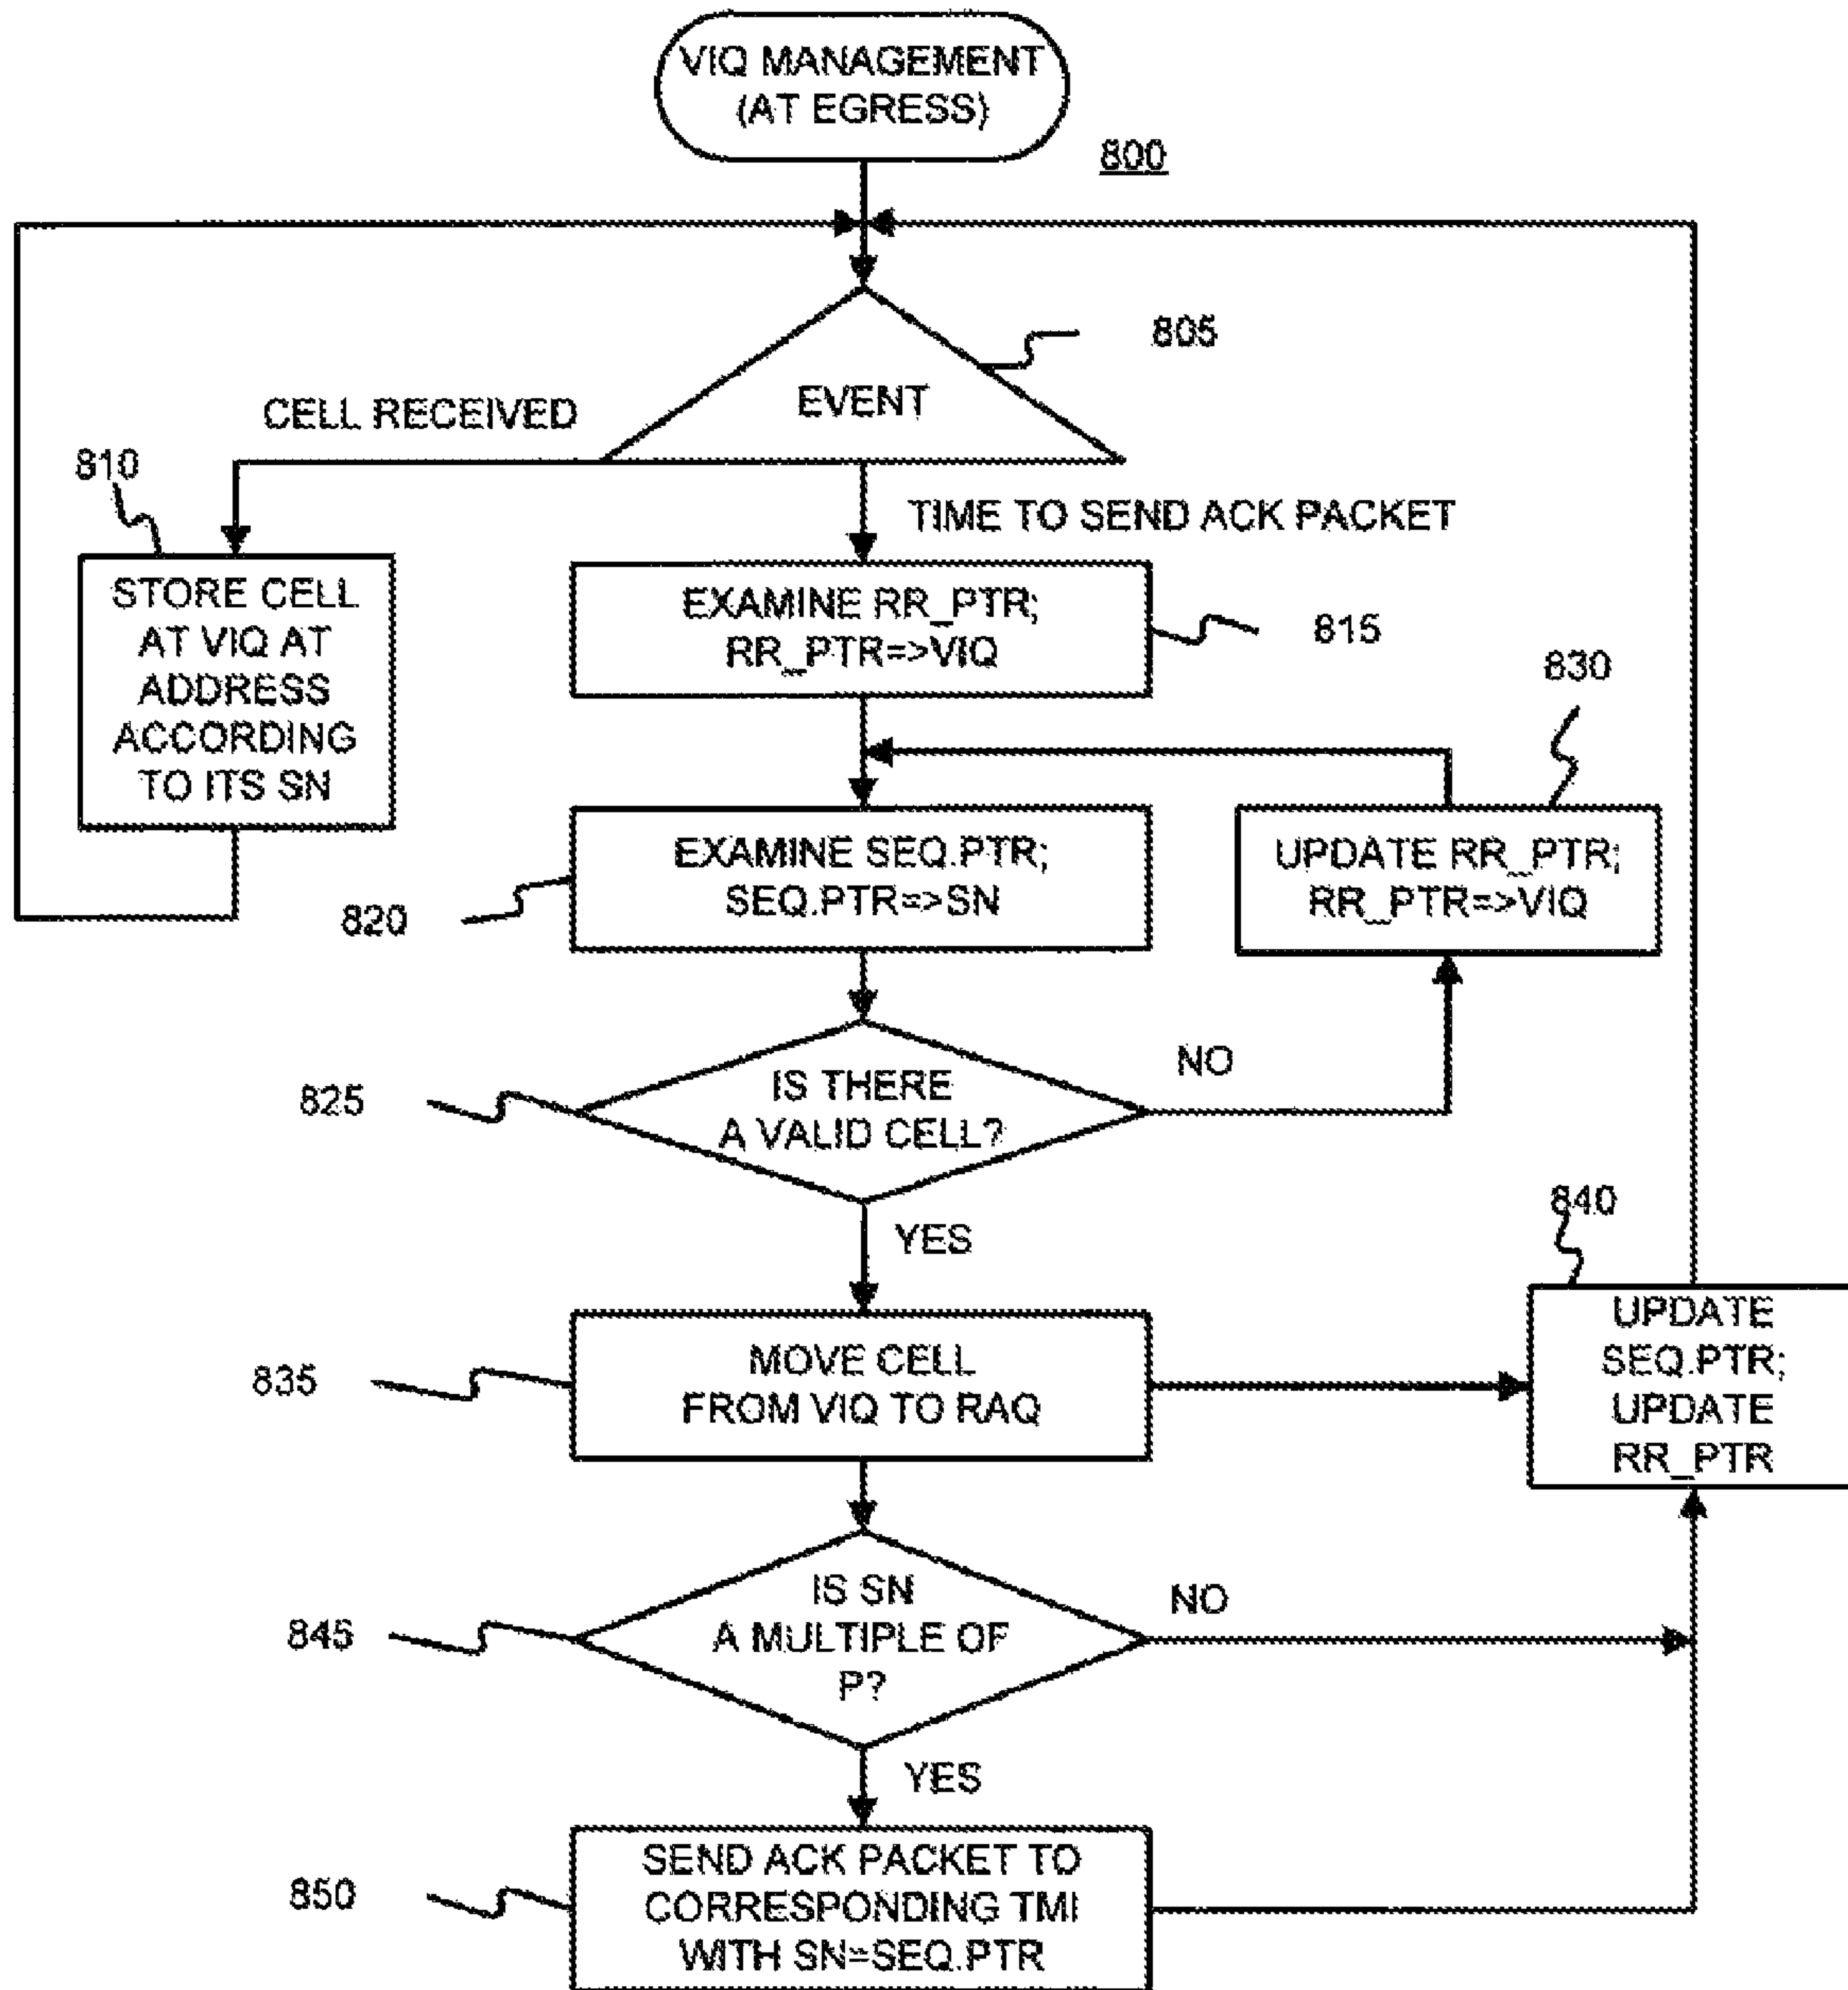 VIQ MANAGEMENT
(AT EGRESS)
800
805
EVENT
CELL RECEIVED
810
TIME TO SEND ACK PACKET
STORE CELL
AT VIQ AT
ADDRESS
ACCORDING
TO ITS SN
EXAMINE RR_PTR;
RR_PTR=>VIQ
815
830
EXAMINE SEQ.PTR;
SEQ.PTR=>SN
820
UPDATE RR_PTR;
RR_PTR=>VIQ
825
IS THERE
A VALID CELL?
NO
YES
840
835
MOVE CELL
FROM VIQ TO RAQ
UPDATE
SEQ.PTR;
UPDATE
RR_PTR
845
IS SN
A MULTIPLE OF
P?
NO
YES
850
SEND ACK PACKET TO
CORRESPONDING TMI
WITH SN=SEQ.PTR